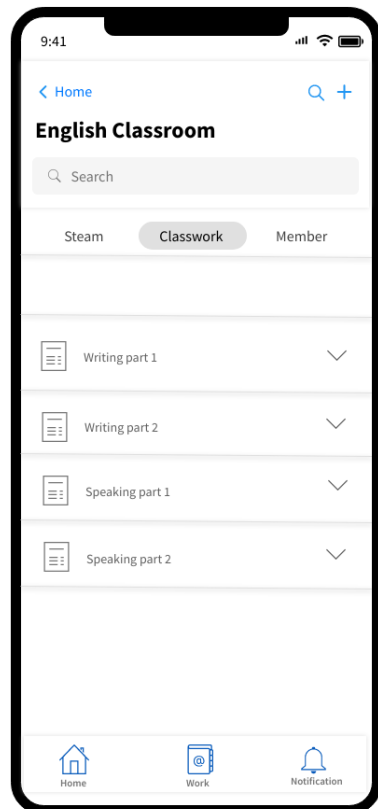 9:41
Home
English Classroom
Search
Steam Classwork Member
Writing part 1
Writing part 2
Speaking part 1
Speaking part 2
Home Work Notification